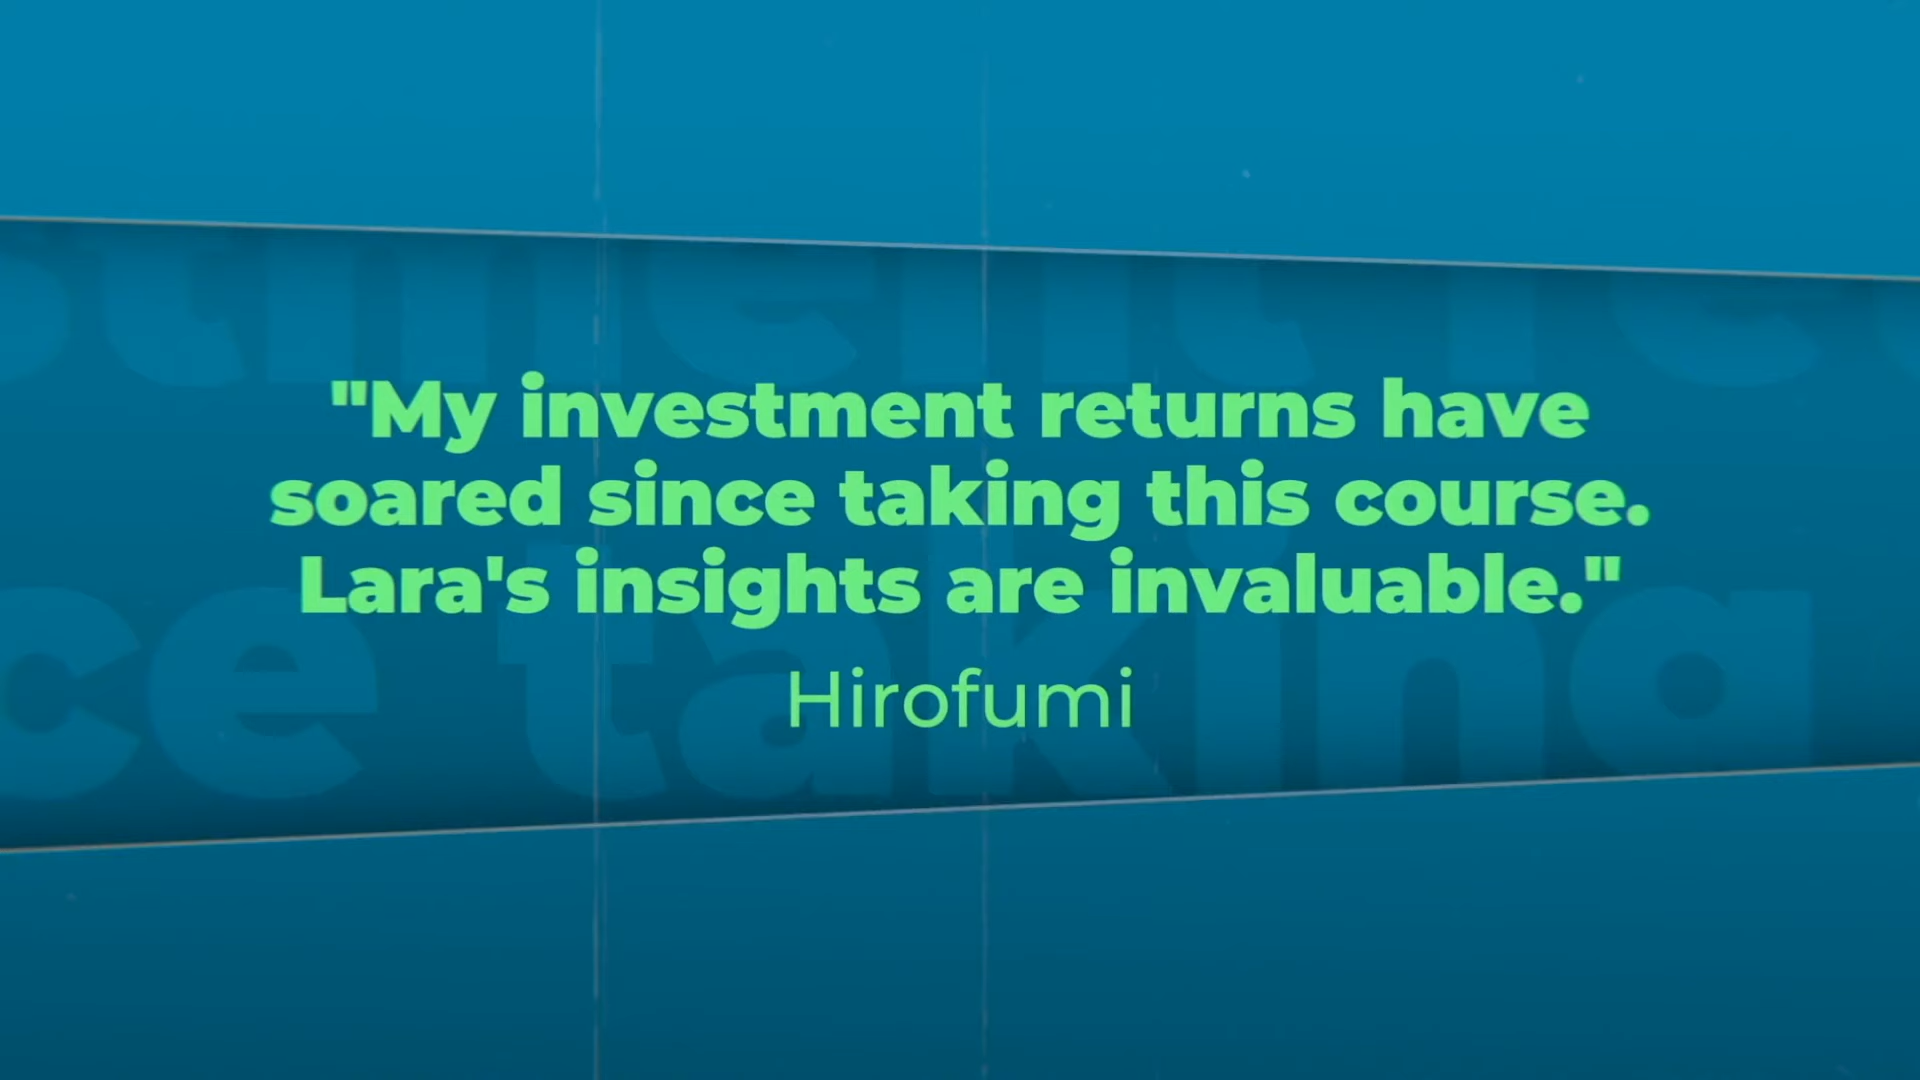 "My investment returns have
soared since taking this course.
Lara's insights are invaluable."
Hirofumi